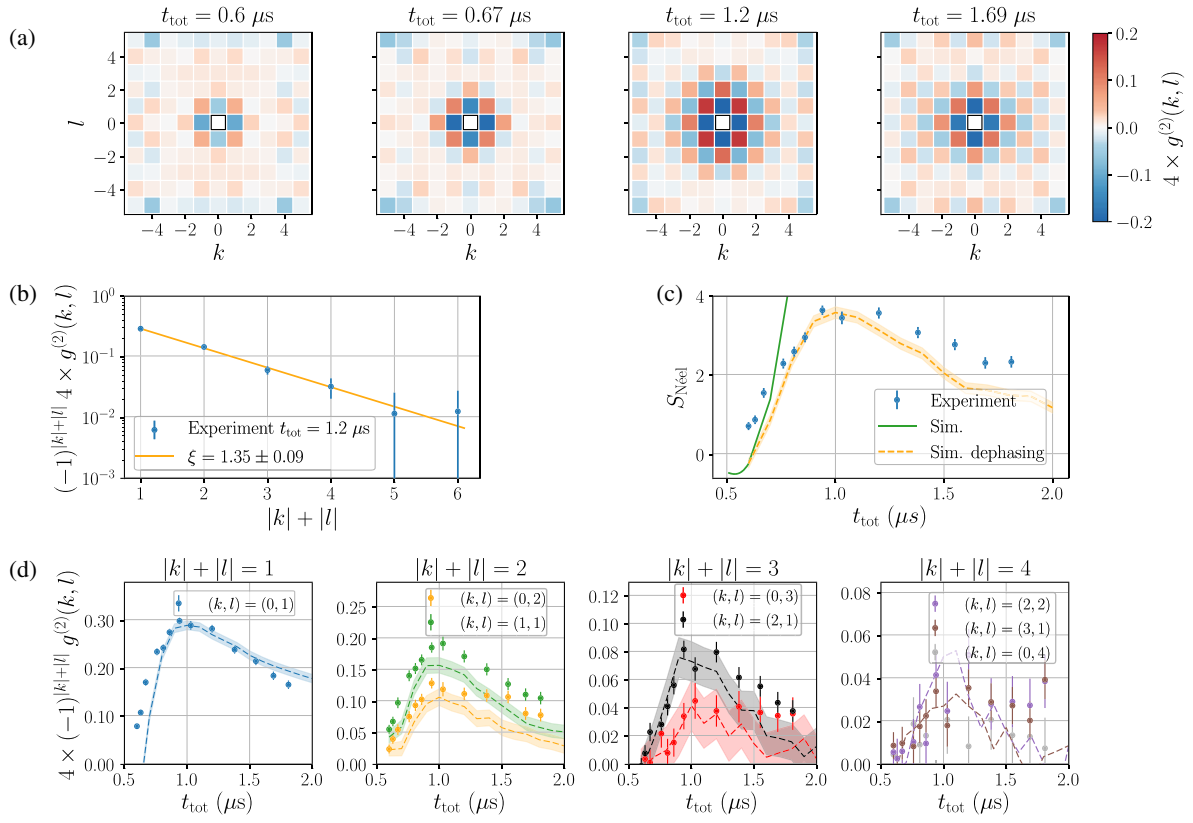 (a)
t_tot = 0.6 μs
t_tot = 0.67 μs
t_tot = 1.2 μs
t_tot = 1.69 μs
l
4
2
0
−2
−4
−4 −2 0 2 4
−4 −2 0 2 4
−4 −2 0 2 4
−4 −2 0 2 4
k
k
k
k
0.2
0.1
0.0
−0.1
−0.2
4 × g^(2)(k, l)
(b)
(−1)^{|k|+|l|} 4 × g^(2)(k, l)
10^0
10^−1
10^−2
10^−3
Experiment t_tot = 1.2 μs
ξ = 1.35 ± 0.09
1 2 3 4 5 6
|k| + |l|
(c)
S_Néel
4
2
0
Experiment
Sim.
Sim. dephasing
0.5 1.0 1.5 2.0
t_tot (μs)
(d)
4 × (−1)^{|k|+|l|} g^(2)(k, l)
|k| + |l| = 1
0.30
0.20
0.10
0.00
(k, l) = (0, 1)
0.5 1.0 1.5 2.0
t_tot (μs)
|k| + |l| = 2
0.25
0.20
0.15
0.10
0.05
0.00
(k, l) = (0, 2)
(k, l) = (1, 1)
0.5 1.0 1.5 2.0
t_tot (μs)
|k| + |l| = 3
0.12
0.10
0.08
0.06
0.04
0.02
0.00
(k, l) = (0, 3)
(k, l) = (2, 1)
0.5 1.0 1.5 2.0
t_tot (μs)
|k| + |l| = 4
0.08
0.06
0.04
0.02
0.00
(k, l) = (2, 2)
(k, l) = (3, 1)
(k, l) = (0, 4)
0.5 1.0 1.5 2.0
t_tot (μs)